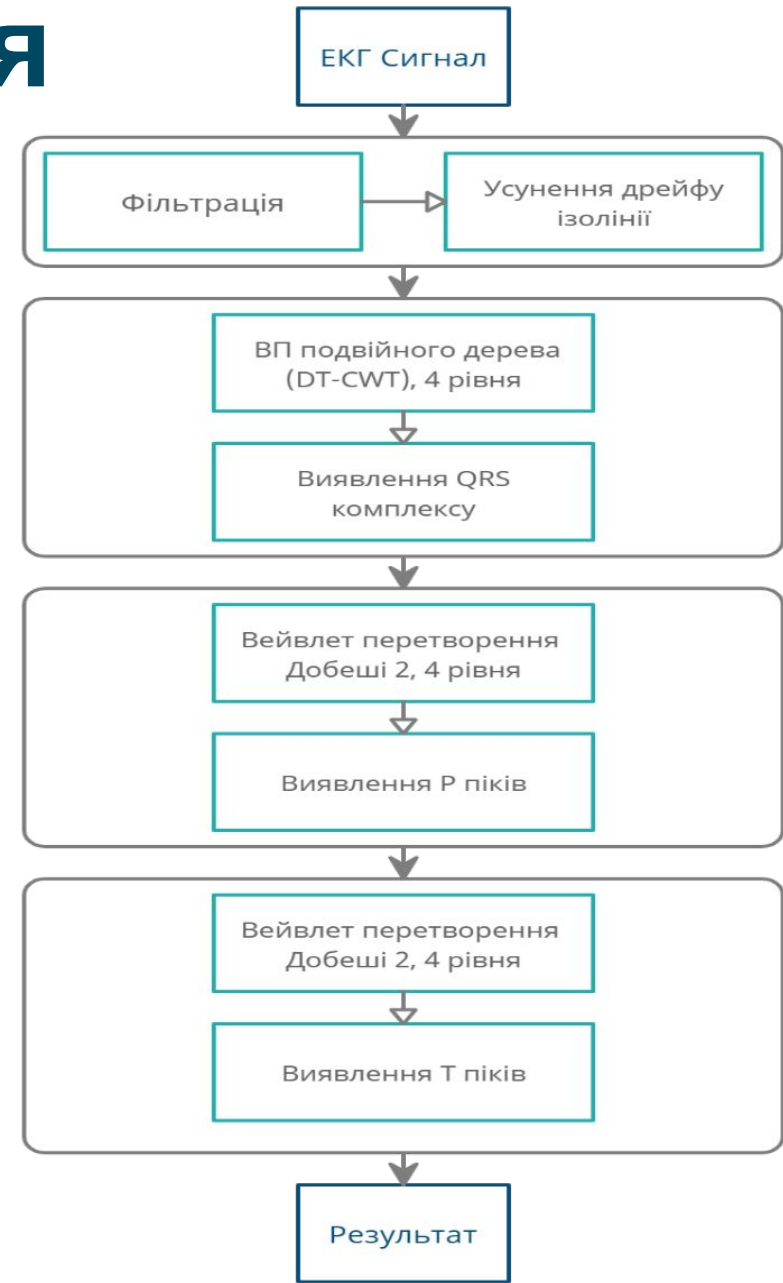 я
ЕКГ Сигнал
Фільтрація
Усунення дрейфу
ізолінії
ВП подвійного дерева
(DT-CWT), 4 рівня
Виявлення QRS
комплексу
Вейвлет перетворення
Добеші 2, 4 рівня
Виявлення P піків
Вейвлет перетворення
Добеші 2, 4 рівня
Виявлення T піків
Результат